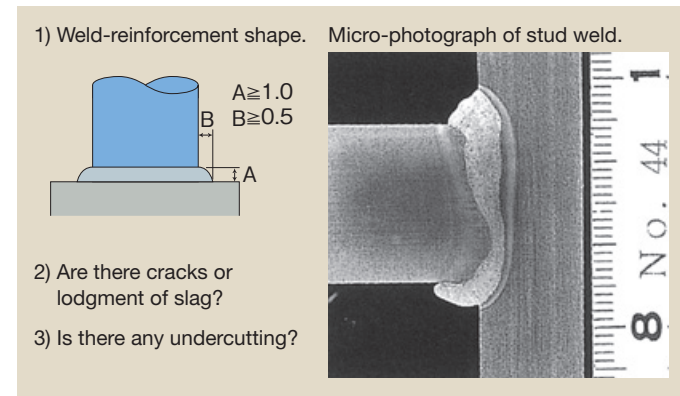 1) Weld-reinforcement shape.
Micro-photograph of stud weld.
A≧1.0
B B≧0.5
A
2) Are there cracks or
lodgment of slag?
3) Is there any undercutting?
1
No. 44
8